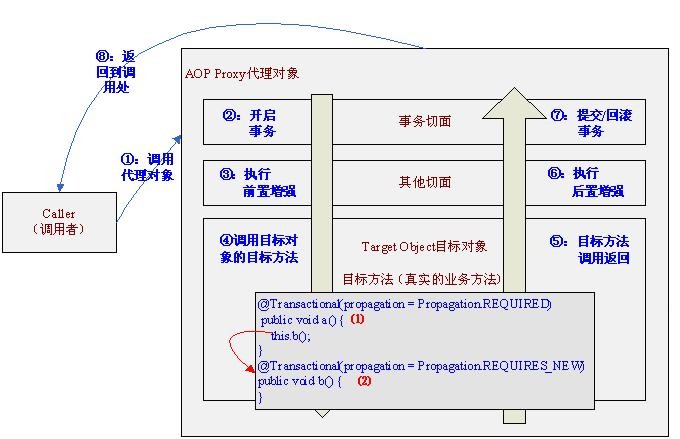 ⑧：返
回到调
用处
AOP Proxy代理对象
②：开启
事务
事务切面
⑦：提交/回滚
事务
①：调用
代理对象
③：执行
前置增强
其他切面
⑥：执行
后置增强
Caller
（调用者）
④调用目标对
象的目标方法
Target Object目标对象
⑤：目标方法
调用返回
目标方法（真实的业务方法）
@Transactional(propagation = Propagation.REQUIRED)
public void a() { (1)
this.b();
}
@Transactional(propagation = Propagation.REQUIRES_NEW)
public void b() { (2)
}